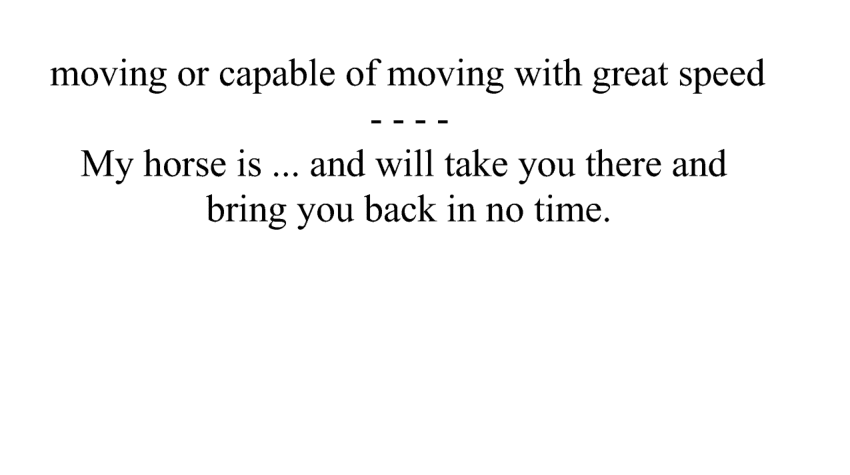 moving or capable of moving with great speed
- - - -
My horse is ... and will take you there and
bring you back in no time.